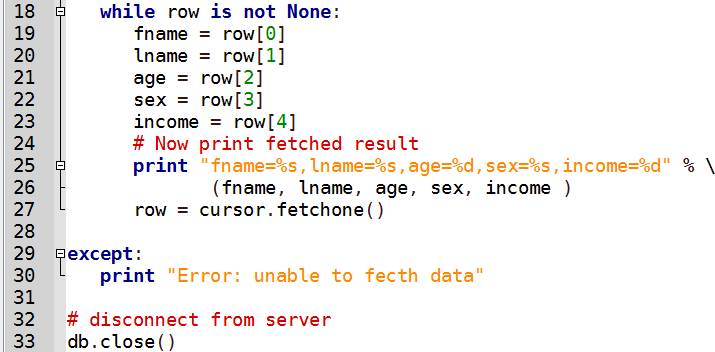 18 while row is not None:
19 fname = row[0]
20 lname = row[1]
21 age = row[2]
22 sex = row[3]
23 income = row[4]
24 # Now print fetched result
25 print "fname=%s,lname=%s,age=%d,sex=%s,income=%d" % \
26 (fname, lname, age, sex, income )
27 row = cursor.fetchone()
28
29 except:
30 print "Error: unable to fecth data"
31
32 # disconnect from server
33 db.close()